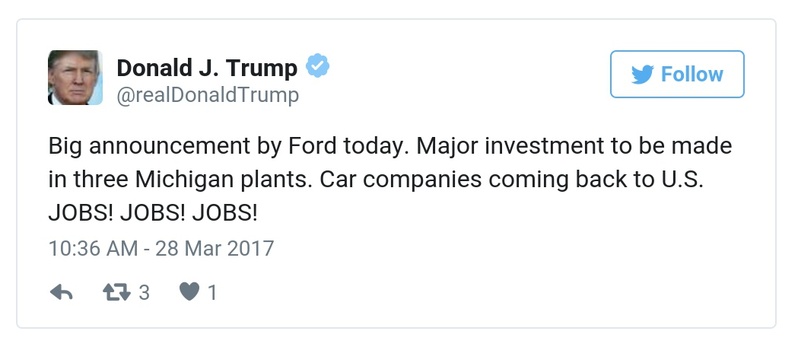 Donald J. Trump
@realDonaldTrump
Follow
Big announcement by Ford today. Major investment to be made
in three Michigan plants. Car companies coming back to U.S.
JOBS! JOBS! JOBS!
10:36 AM - 28 Mar 2017
3 1